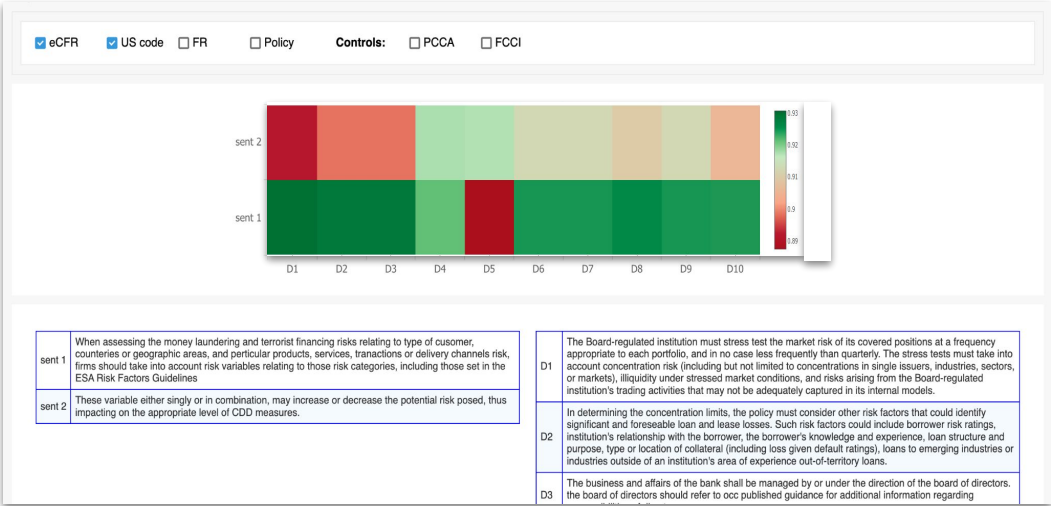 eCFR US code FR Policy Controls: PCCA FCCI
sent 2
sent 1
0.93
0.92
0.91
0.9
0.89
D1 D2 D3 D4 D5 D6 D7 D8 D9 D10
sent 1
When assessing the money laundering and terrorist financing risks relating to type of cusomer,
counteries or geographic areas, and perticular products, services, tranactions or delivery channels risk,
firms should take into account risk variables relating to those risk categories, including those set in the
ESA Risk Factors Guidelines
sent 2
These variable either singly or in combination, may increase or decrease the potential risk posed, thus
impacting on the appropriate level of CDD measures.
D1
The Board-regulated institution must stress test the market risk of its covered positions at a frequency
appropriate to each portfolio, and in no case less frequently than quarterly. The stress tests must take into
account concentration risk (including but not limited to concentrations in single issuers, industries, sectors,
or markets), illiquidity under stressed market conditions, and risks arising from the Board-regulated
institution's trading activities that may not be adequately captured in its internal models.
D2
In determining the concentration limits, the policy must consider other risk factors that could identify
significant and foreseable loan and lease losses. Such risk factors could include borrower risk ratings,
institution's relationship with the borrower, the borrower's knowledge and experience, loan structure and
purpose, type or location of collateral (including loss given default ratings), loans to emerging industries or
industries outside of an institution's area of experience out-of-territory loans.
D3
The business and affairs of the bank shall be managed by or under the direction of the board of directors.
the board of directors should refer to occ published guidance for additional information regarding